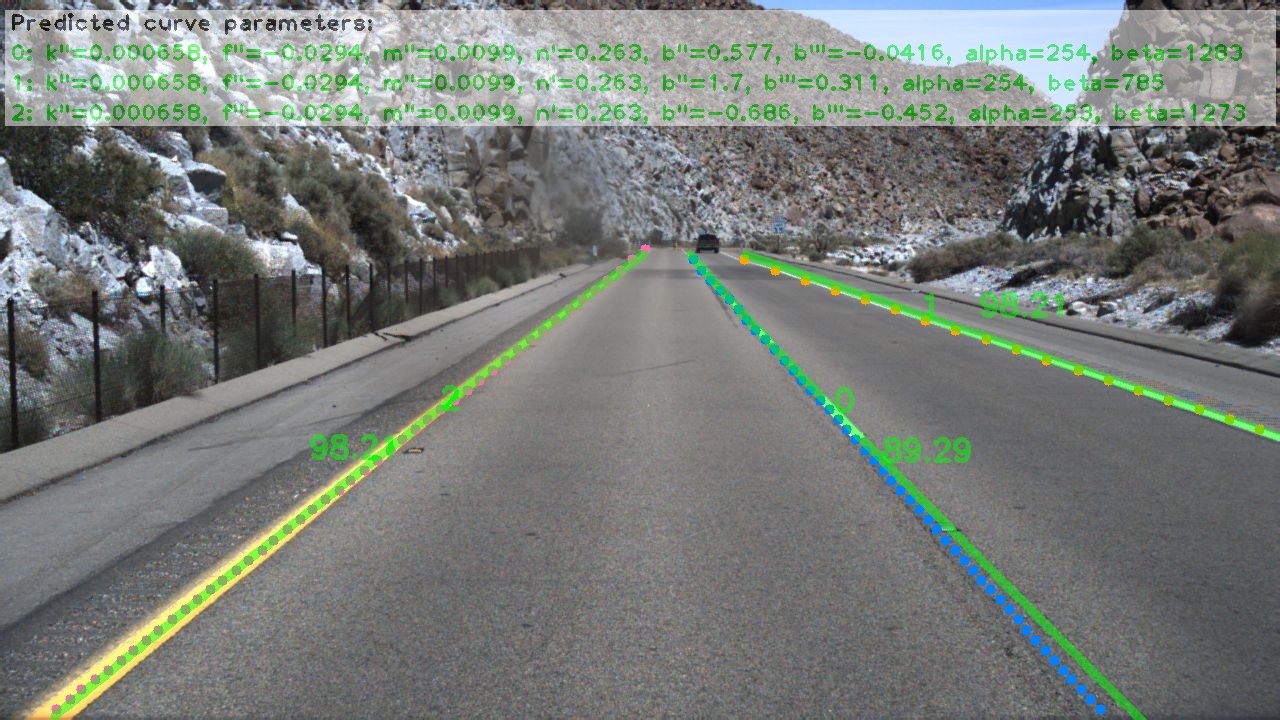 Predicted curve parameters:
0: k''=0.000658, f''=-0.0294, m''=0.0099, n'=0.263, b''=0.577, b'''=-0.0416, alpha=254, beta=1283
1: k''=0.000658, f''=-0.0294, m''=0.0099, n'=0.263, b''=1.7, b'''=0.311, alpha=254, beta=785
2: k''=0.000658, f''=-0.0294, m''=0.0099, n'=0.263, b''=-0.686, b'''=-0.452, alpha=253, beta=1273
1 98.21
2 0
98.21 89.29